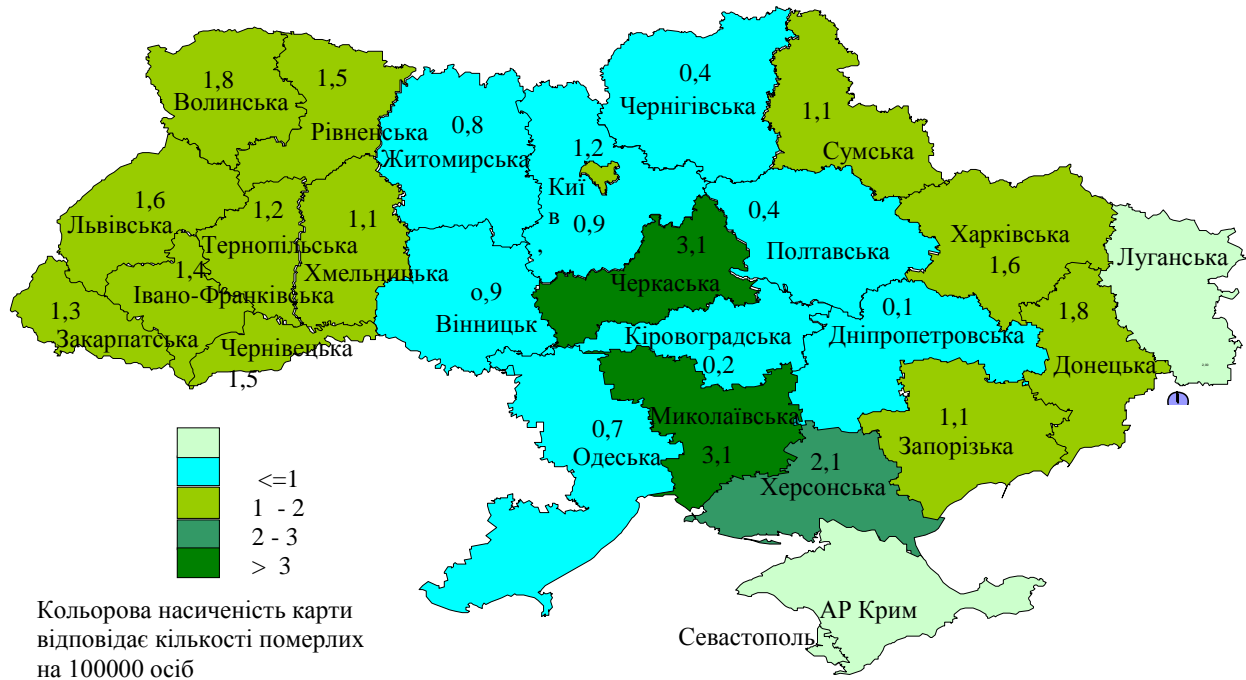 1,8
Волинська
1,5
Рівненська
0,8
Житомирська
1,2
Киї
в
,
0,9
0,4
Чернігівська
1,1
Сумська
1,6
Львівська
1,2
Тернопільська
1,1
Хмельницька
1,4
Івано-Франківська
1,3
Закарпатська
Чернівецька
1,5
о,9
Вінницьк
3,1
Черкаська
0,4
Полтавська
Харківська
1,6
Луганська
Кіровоградська
0,2
0,1
Дніпропетровська
1,8
Донецька
0,7
Одеська
Миколаївська
3,1
2,1
Херсонська
1,1
Запорізька
АР Крим
Севастополь
<=1
1 - 2
2 - 3
> 3
Кольорова насиченість карти
відповідає кількості померлих
на 100000 осіб